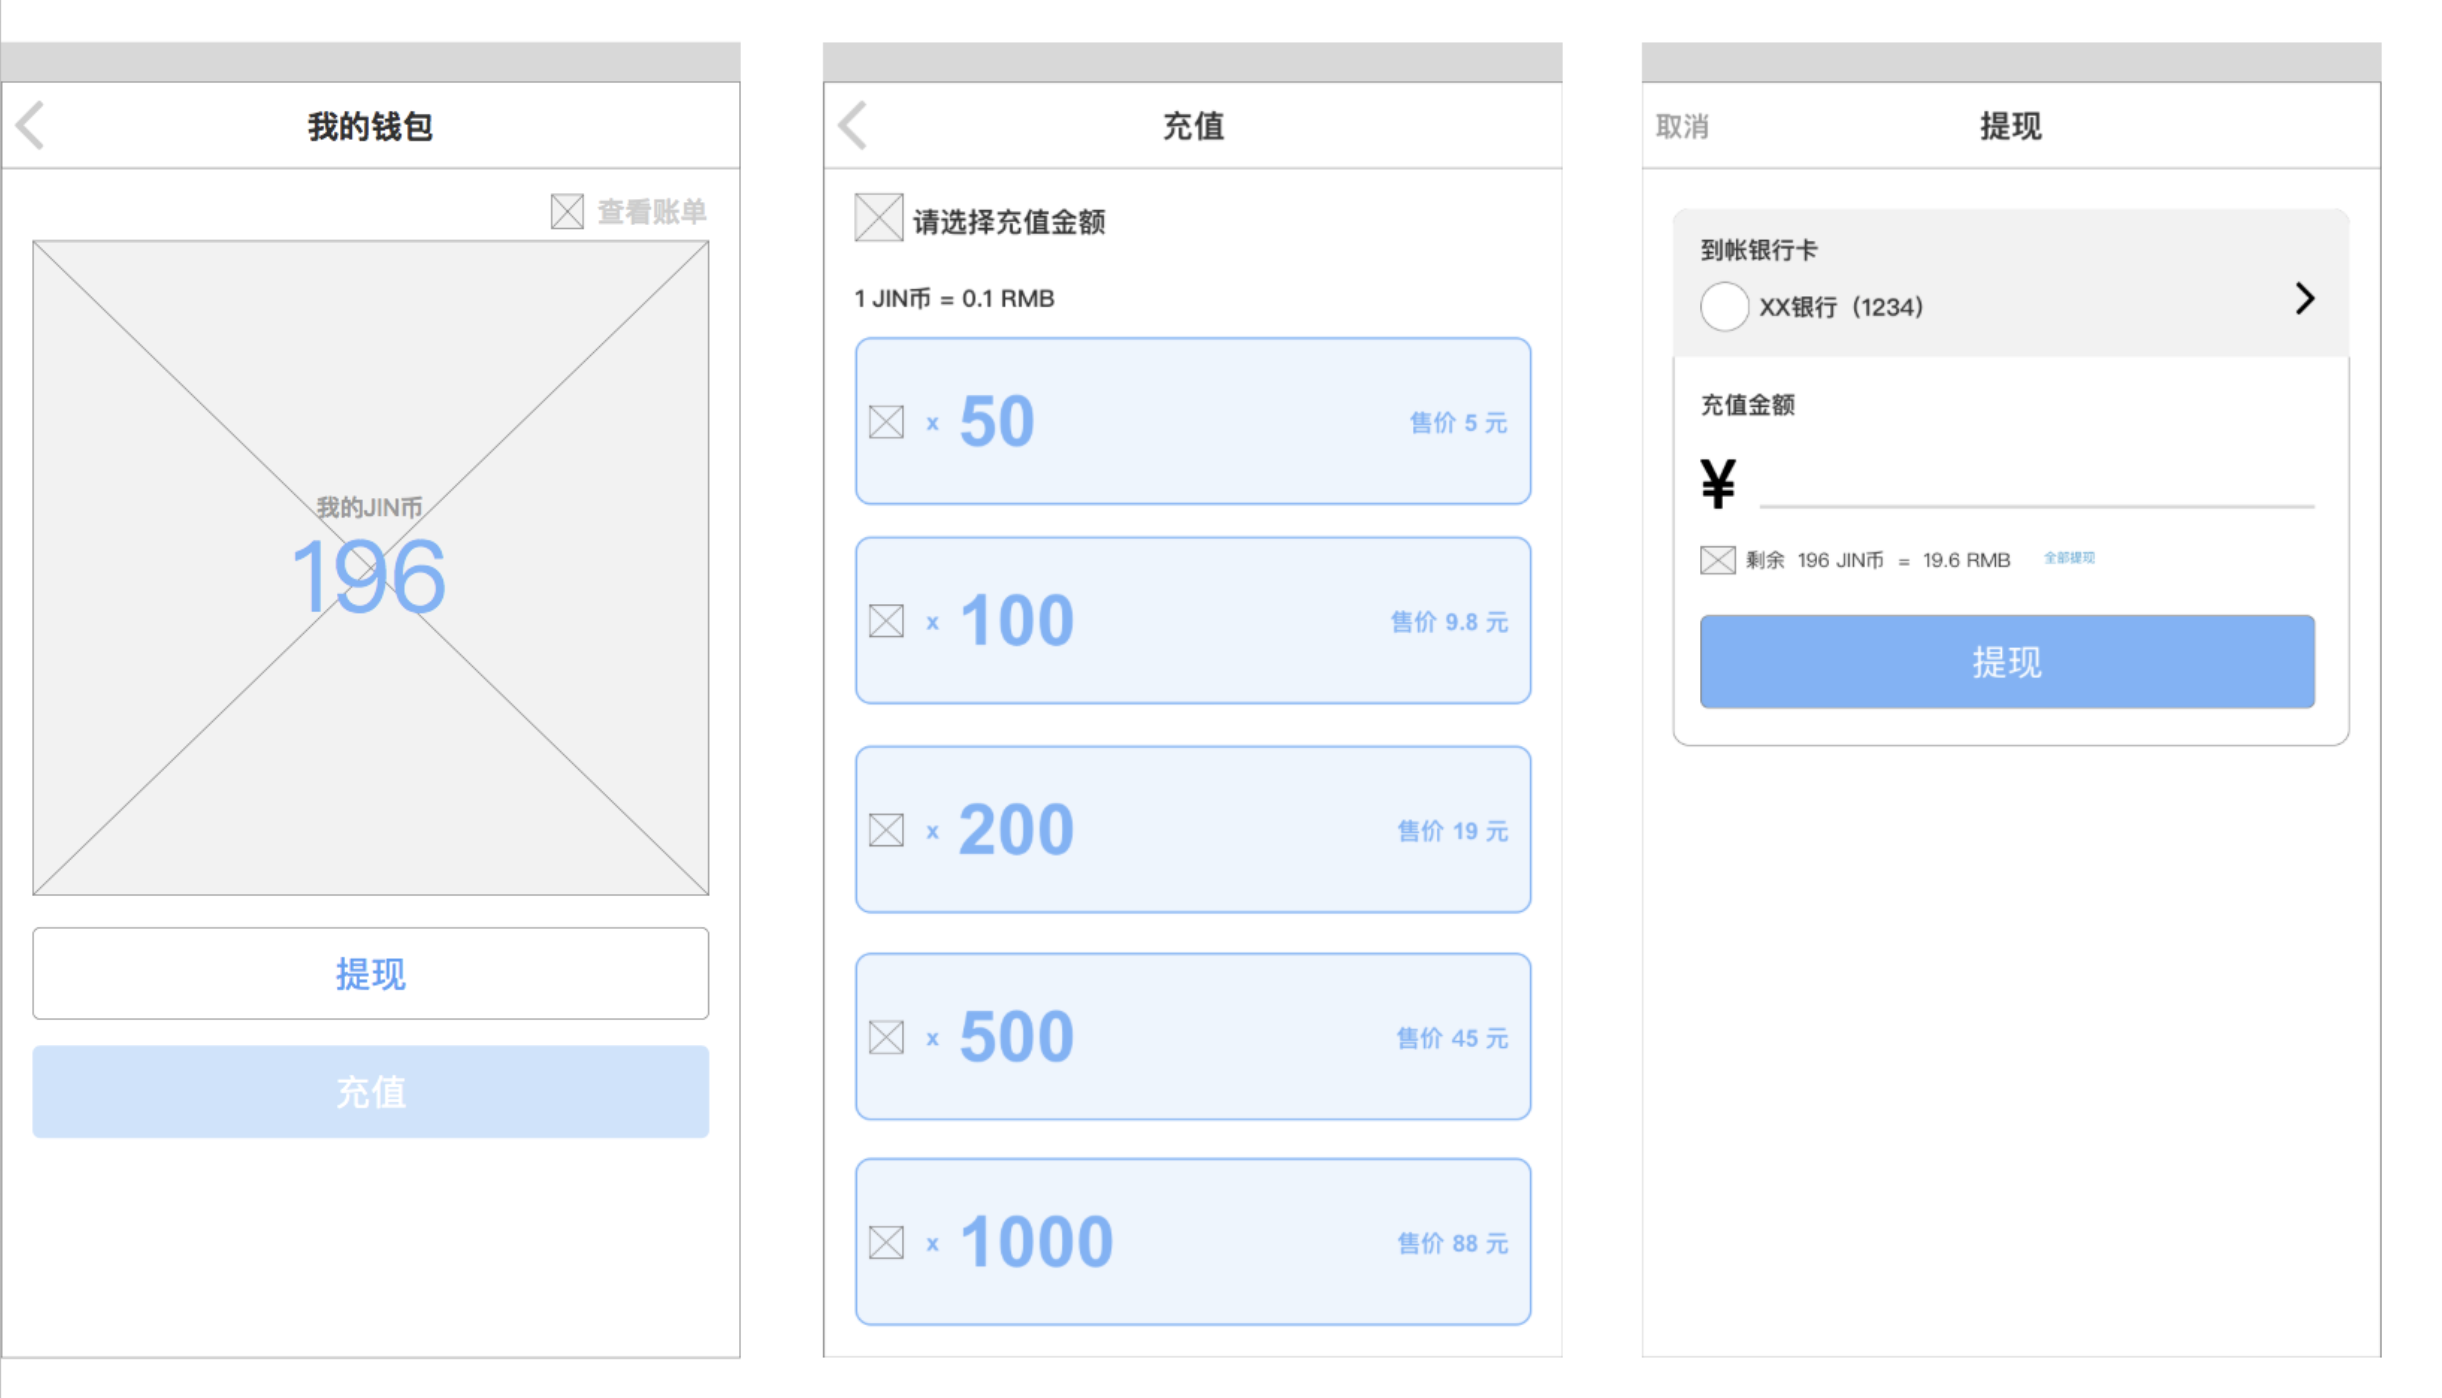 我的钱包
查看账单
我的JIN币
196
提现
充值
充值
请选择充值金额
1 JIN币 = 0.1 RMB
x 50 售价 5 元
x 100 售价 9.8 元
x 200 售价 19 元
x 500 售价 45 元
x 1000 售价 88 元
取消 提现
到帐银行卡
XX银行（1234）
充值金额
¥
剩余 196 JIN币 = 19.6 RMB 全部提现
提现